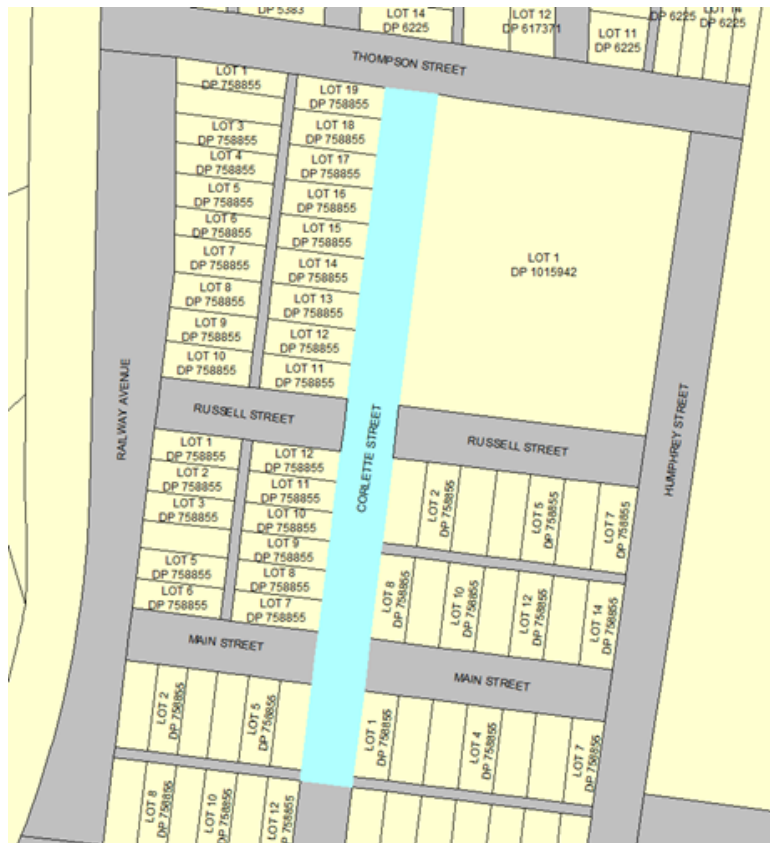 DP 5383
LOT 14
DP 6225
LOT 12
DP 617371
LOT 11
DP 6225
DP 6225
DP 6225
THOMPSON STREET
LOT 1
DP 758855
LOT 3
DP 758855
LOT 4
DP 758855
LOT 5
DP 758855
LOT 6
DP 758855
LOT 7
DP 758855
LOT 8
DP 758855
LOT 9
DP 758855
LOT 10
DP 758855
LOT 19
DP 758855
LOT 18
DP 758855
LOT 17
DP 758855
LOT 16
DP 758855
LOT 15
DP 758855
LOT 14
DP 758855
LOT 13
DP 758855
LOT 12
DP 758855
LOT 11
DP 758855
LOT 1
DP 1015942
RAILWAY AVENUE
RUSSELL STREET
CORLETTE STREET
RUSSELL STREET
HUMPHREY STREET
LOT 1
DP 758855
LOT 2
DP 758855
LOT 3
DP 758855
LOT 5
DP 758855
LOT 6
DP 758855
LOT 12
DP 758855
LOT 11
DP 758855
LOT 10
DP 758855
LOT 9
DP 758855
LOT 8
DP 758855
LOT 7
DP 758855
LOT 2
DP 758855
LOT 5
DP 758855
LOT 7
DP 758855
LOT 8
DP 758855
LOT 10
DP 758855
LOT 12
DP 758855
LOT 14
DP 758855
MAIN STREET
MAIN STREET
LOT 2
DP 758855
LOT 5
DP 758855
LOT 1
DP 758855
LOT 4
DP 758855
LOT 7
DP 758855
LOT 8
DP 758855
LOT 10
DP 758855
LOT 12
P 758855